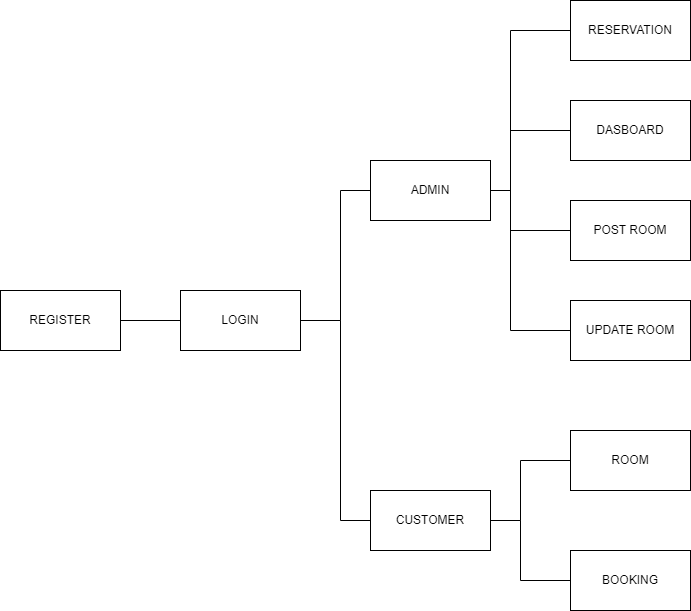 RESERVATION
DASBOARD
ADMIN
POST ROOM
REGISTER
LOGIN
UPDATE ROOM
ROOM
CUSTOMER
BOOKING